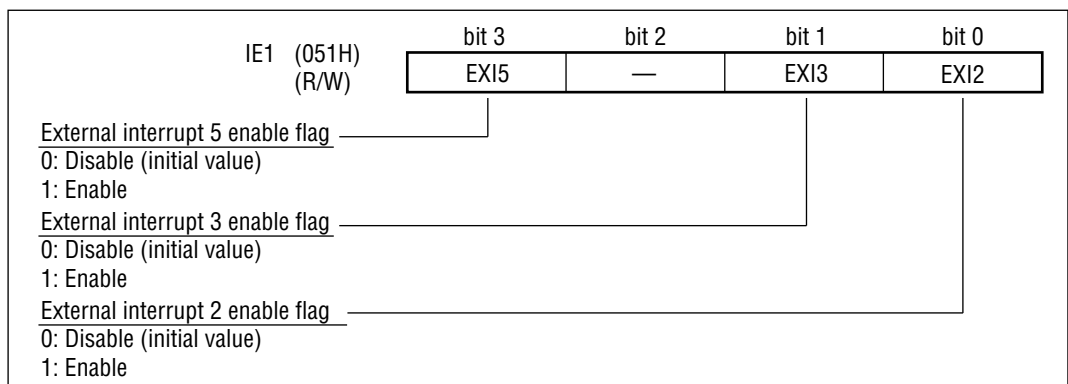 bit 3 bit 2 bit 1 bit 0
IE1 (051H)
(R/W)
EXI5 — EXI3 EXI2
External interrupt 5 enable flag
0: Disable (initial value)
1: Enable
External interrupt 3 enable flag
0: Disable (initial value)
1: Enable
External interrupt 2 enable flag
0: Disable (initial value)
1: Enable